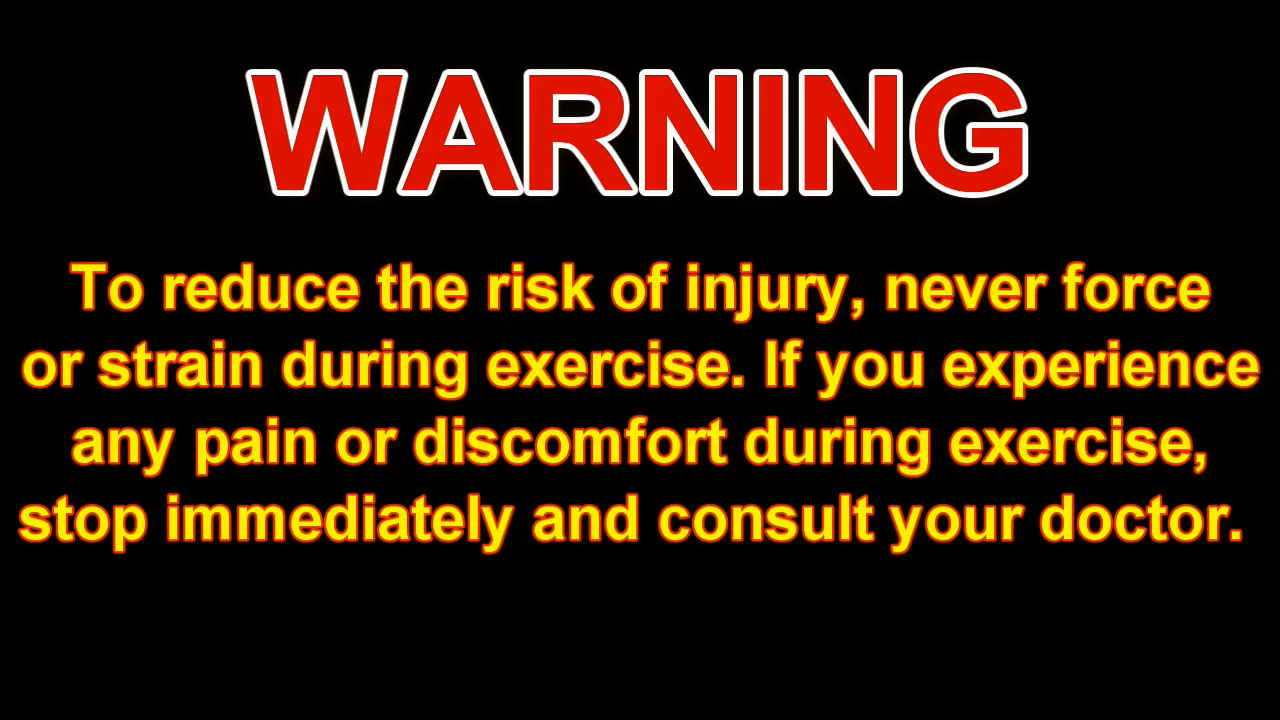 WARNING
To reduce the risk of injury, never force
or strain during exercise. If you experience
any pain or discomfort during exercise,
stop immediately and consult your doctor.